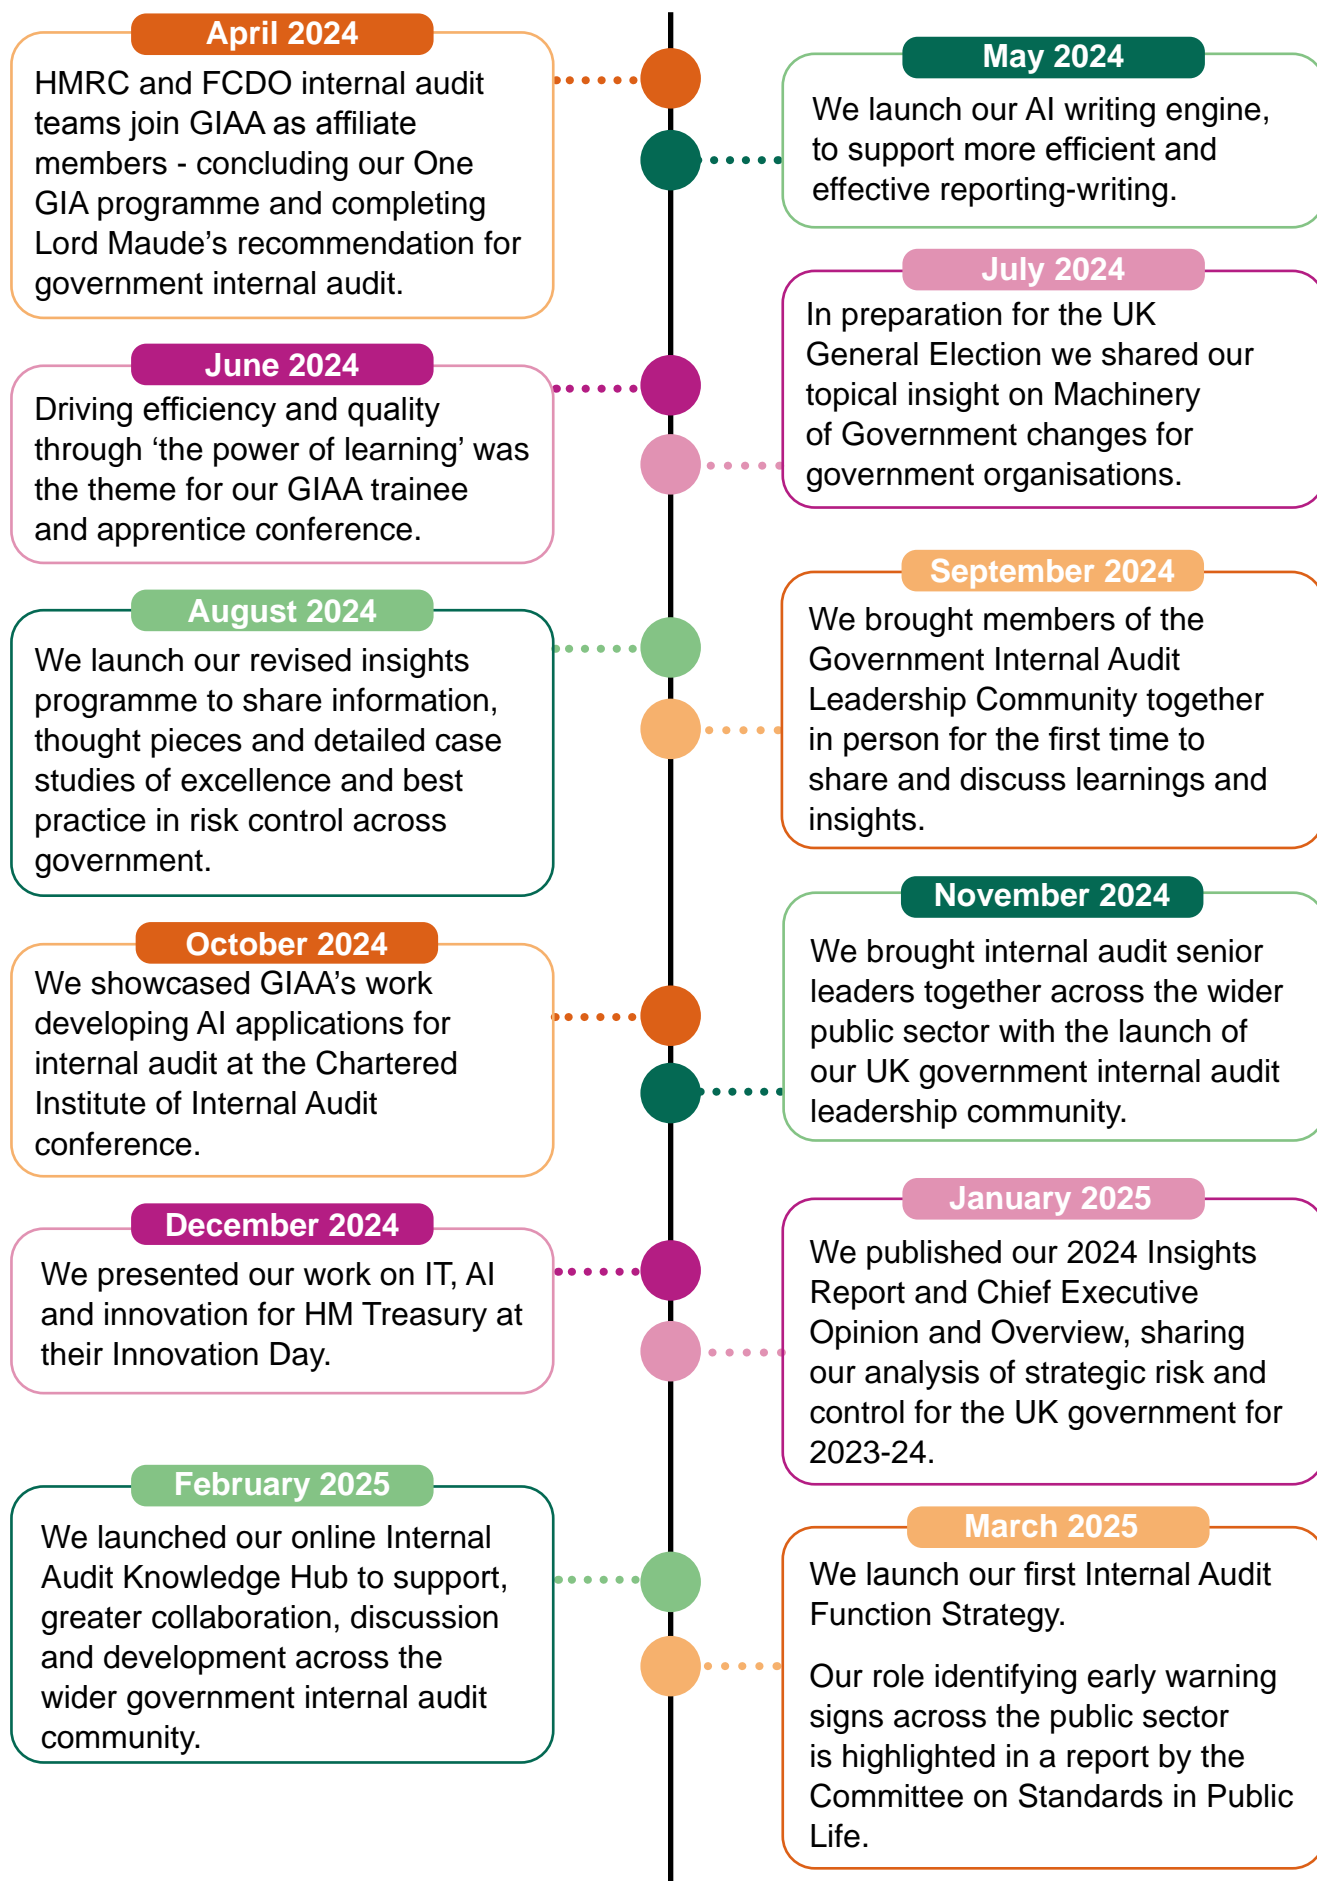 April 2024
HMRC and FCDO internal audit
teams join GIAA as affiliate
members - concluding our One
GIA programme and completing
Lord Maude’s recommendation for
government internal audit.
May 2024
We launch our AI writing engine,
to support more efficient and
effective reporting-writing.
June 2024
Driving efficiency and quality
through ‘the power of learning’ was
the theme for our GIAA trainee
and apprentice conference.
July 2024
In preparation for the UK
General Election we shared our
topical insight on Machinery
of Government changes for
government organisations.
August 2024
We launch our revised insights
programme to share information,
thought pieces and detailed case
studies of excellence and best
practice in risk control across
government.
September 2024
We brought members of the
Government Internal Audit
Leadership Community together
in person for the first time to
share and discuss learnings and
insights.
October 2024
We showcased GIAA’s work
developing AI applications for
internal audit at the Chartered
Institute of Internal Audit
conference.
November 2024
We brought internal audit senior
leaders together across the wider
public sector with the launch of
our UK government internal audit
leadership community.
December 2024
We presented our work on IT, AI
and innovation for HM Treasury at
their Innovation Day.
January 2025
We published our 2024 Insights
Report and Chief Executive
Opinion and Overview, sharing
our analysis of strategic risk and
control for the UK government for
2023-24.
February 2025
We launched our online Internal
Audit Knowledge Hub to support,
greater collaboration, discussion
and development across the
wider government internal audit
community.
March 2025
We launch our first Internal Audit
Function Strategy.
Our role identifying early warning
signs across the public sector
is highlighted in a report by the
Committee on Standards in Public
Life.